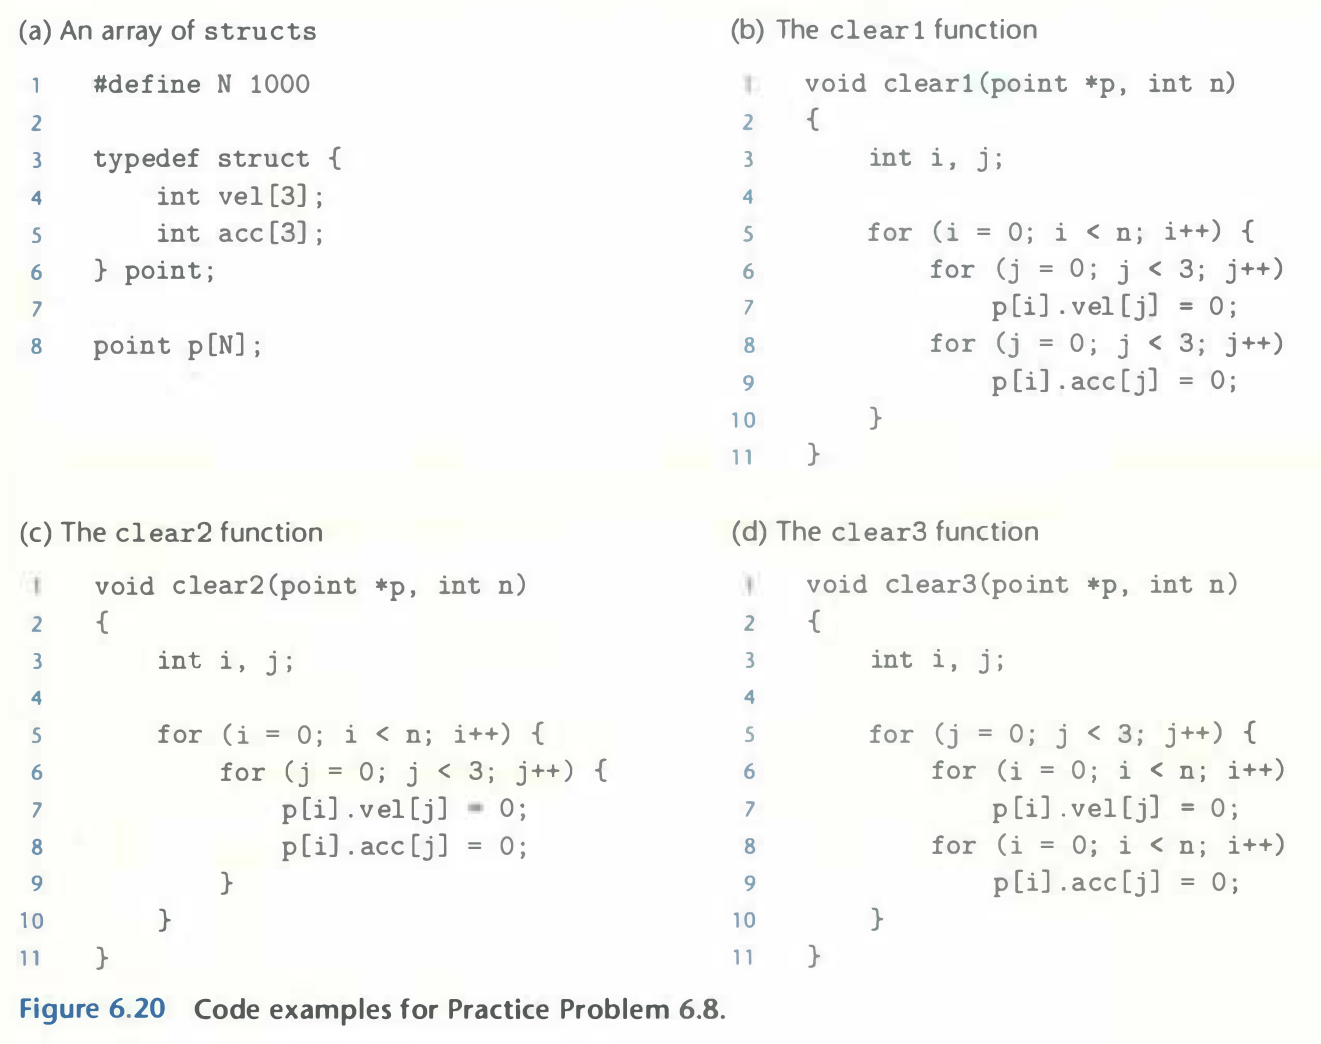 (a) An array of structs
1 #define N 1000
2
3 typedef struct {
4     int vel[3];
5     int acc[3];
6 } point;
7
8 point p[N];
(b) The clear1 function
1 void clear1(point *p, int n)
2 {
3     int i, j;
4
5     for (i = 0; i < n; i++) {
6         for (j = 0; j < 3; j++)
7             p[i].vel[j] = 0;
8         for (j = 0; j < 3; j++)
9             p[i].acc[j] = 0;
10     }
11 }
(c) The clear2 function
1 void clear2(point *p, int n)
2 {
3     int i, j;
4
5     for (i = 0; i < n; i++) {
6         for (j = 0; j < 3; j++) {
7             p[i].vel[j] = 0;
8             p[i].acc[j] = 0;
9         }
10     }
11 }
(d) The clear3 function
1 void clear3(point *p, int n)
2 {
3     int i, j;
4
5     for (j = 0; j < 3; j++) {
6         for (i = 0; i < n; i++)
7             p[i].vel[j] = 0;
8         for (i = 0; i < n; i++)
9             p[i].acc[j] = 0;
10     }
11 }
Figure 6.20 Code examples for Practice Problem 6.8.